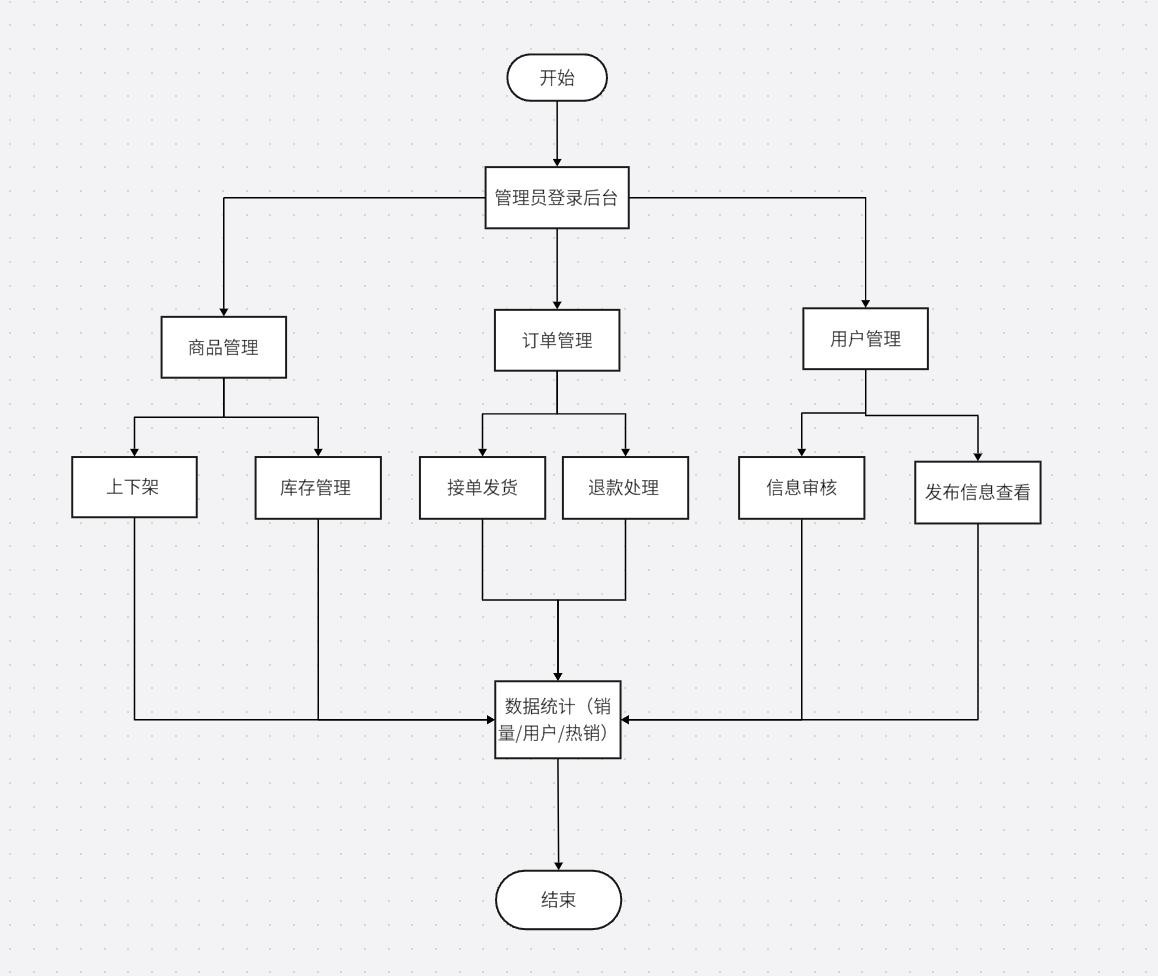 开始
管理员登录后台
商品管理
订单管理
用户管理
上下架
库存管理
接单发货
退款处理
信息审核
发布信息查看
数据统计（销
量/用户/热销）
结束